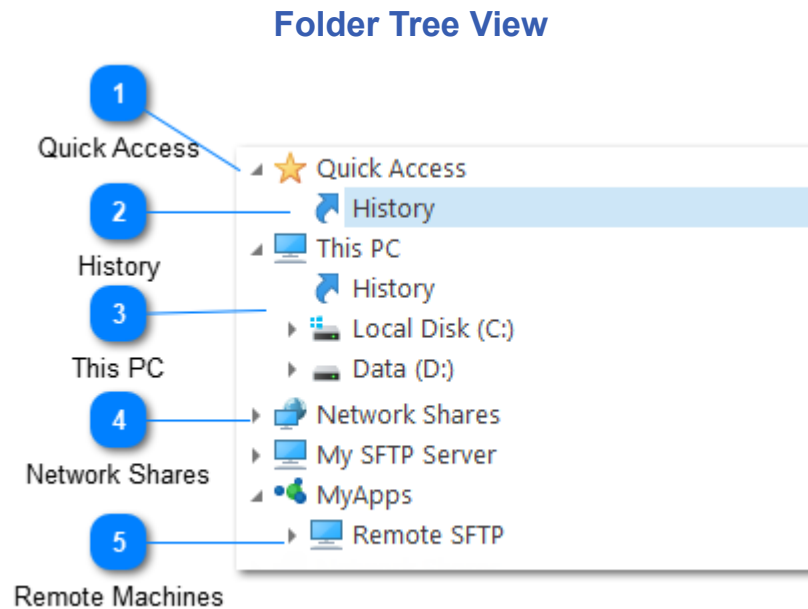 Folder Tree View
1
Quick Access
Quick Access
2
History
History
This PC
History
3
This PC
Local Disk (C:)
Data (D:)
4
Network Shares
Network Shares
My SFTP Server
MyApps
5
Remote SFTP
Remote Machines